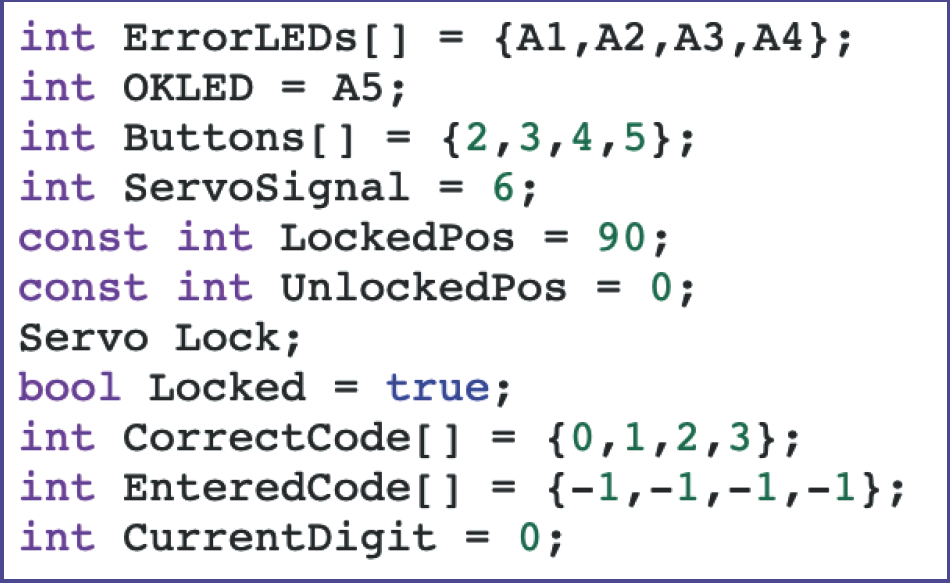 int ErrorLEDs[] = {A1,A2,A3,A4};
int OKLED = A5;
int Buttons[] = {2,3,4,5};
int ServoSignal = 6;
const int LockedPos = 90;
const int UnlockedPos = 0;
Servo Lock;
bool Locked = true;
int CorrectCode[] = {0,1,2,3};
int EnteredCode[] = {-1,-1,-1,-1};
int CurrentDigit = 0;